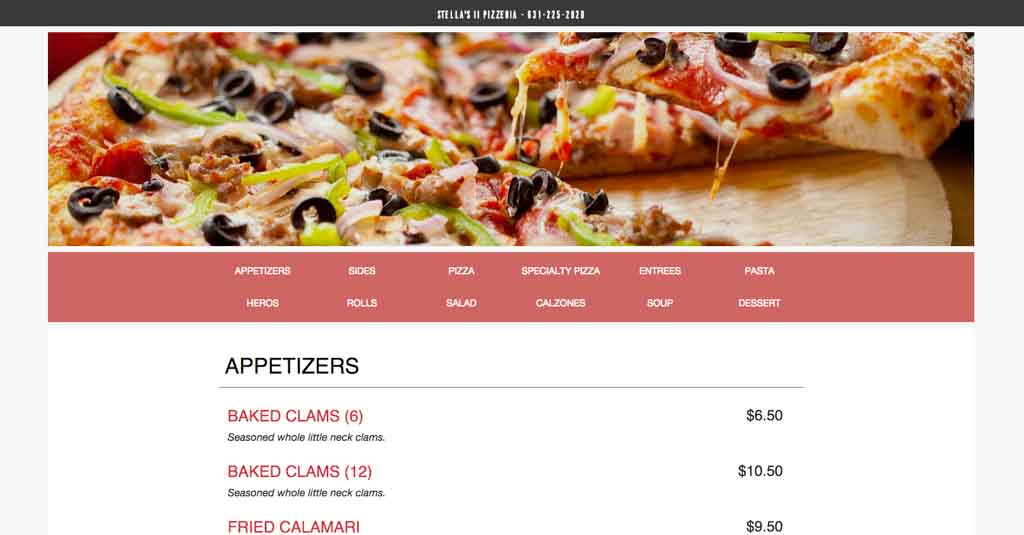 STELLA'S II PIZZERIA - 631-225-2020
APPETIZERS SIDES PIZZA SPECIALTY PIZZA ENTREES PASTA
HEROS ROLLS SALAD CALZONES SOUP DESSERT
APPETIZERS
BAKED CLAMS (6) $6.50
Seasoned whole little neck clams.
BAKED CLAMS (12) $10.50
Seasoned whole little neck clams.
FRIED CALAMARI $9.50